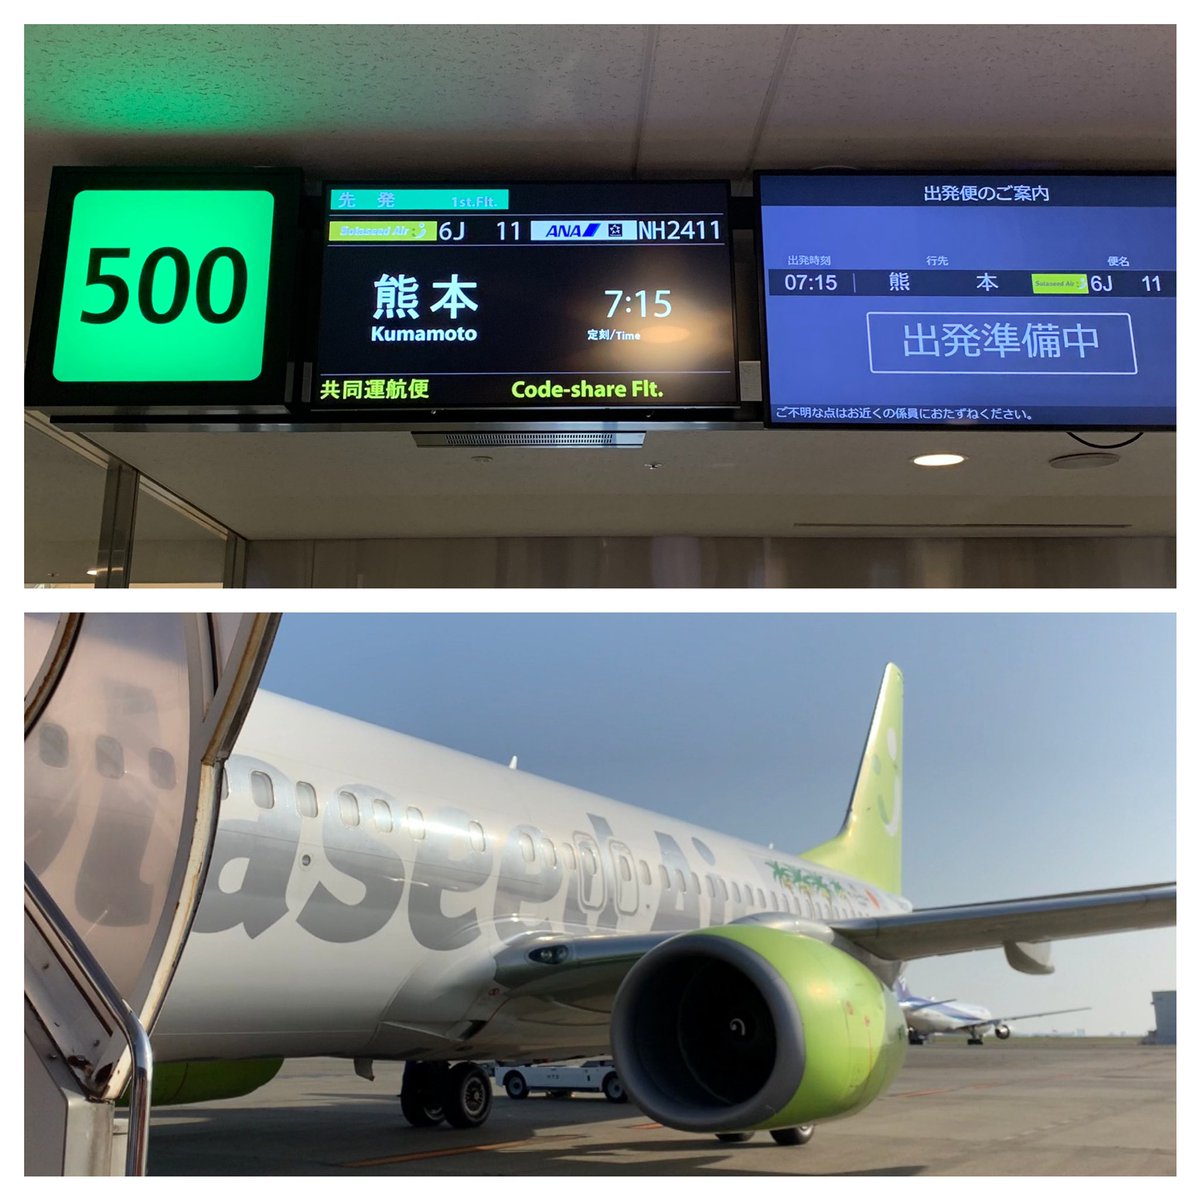 500
先 発 1st.Flt.
Solaseed Air 6J 11 ANA NH2411
熊本 7:15
Kumamoto 定刻/Time
共同運航便 Code-share Flt.
出発便のご案内
出発時刻 行先 便名
07:15 熊 本 Solaseed Air 6J 11
出発準備中
ご不明な点はお近くの係員におたずねください。
laseed Air